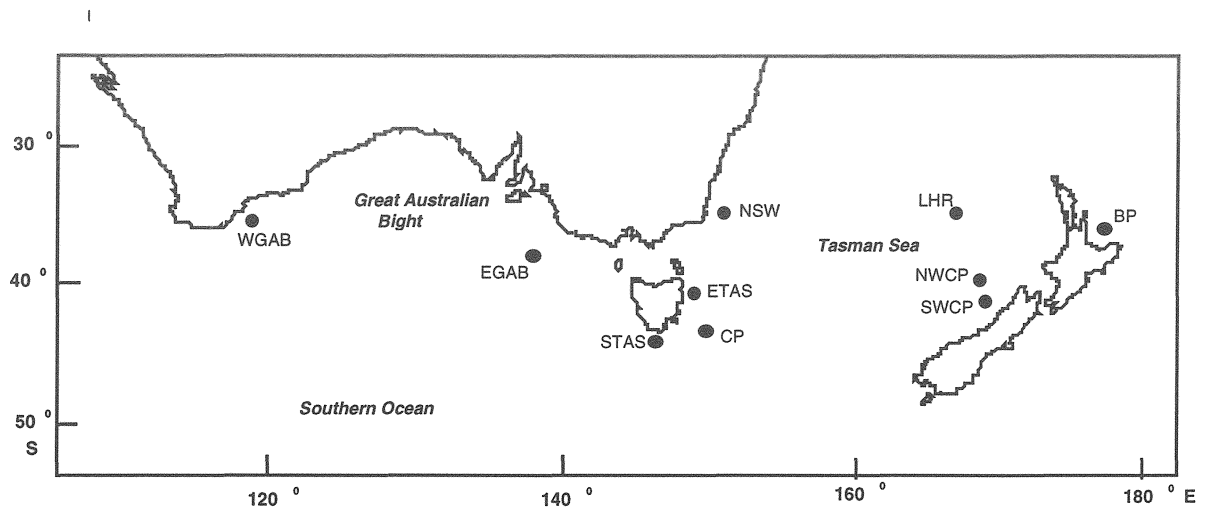 30 °
Great Australian
Bight
WGAB
EGAB
NSW
LHR
BP
Tasman Sea
NWCP
SWCP
40 °
ETAS
STAS
CP
Southern Ocean
50 °
S
120 °
140 °
160 °
180 ° E